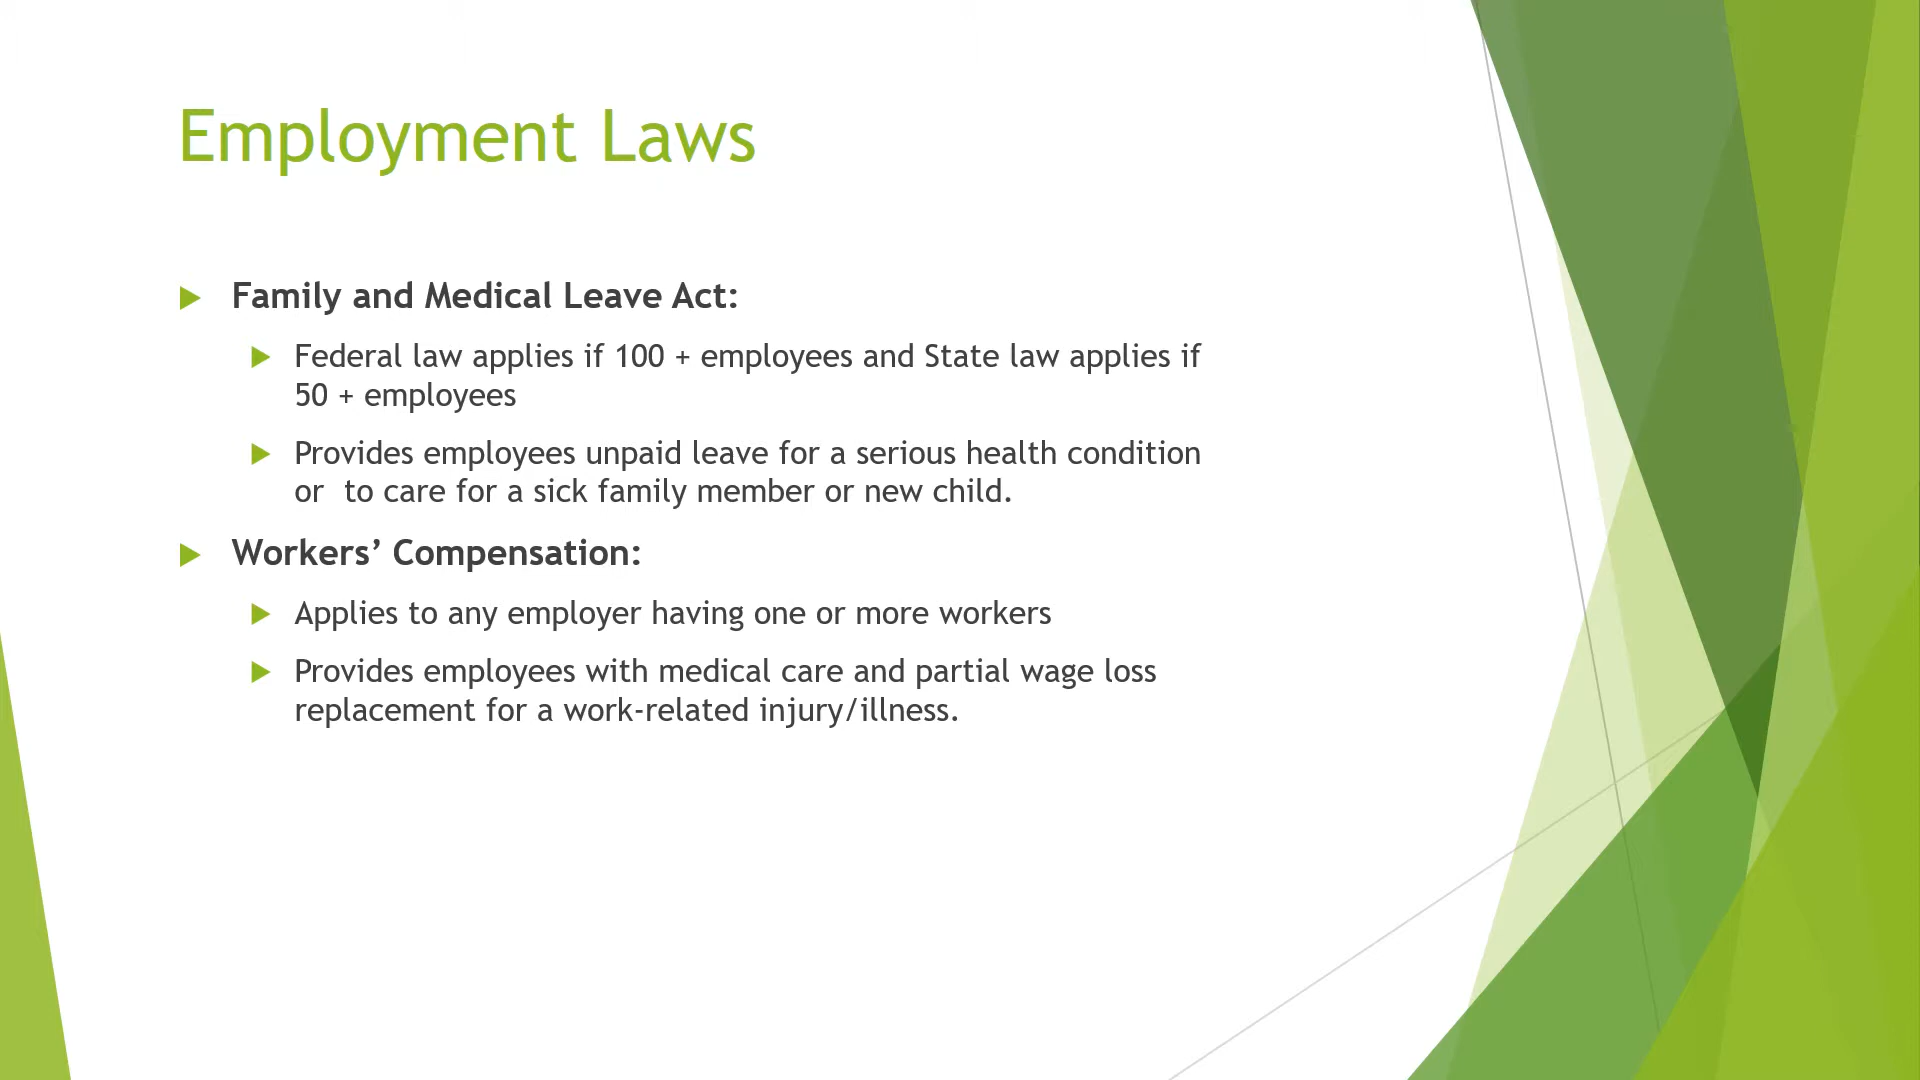 Employment Laws
Family and Medical Leave Act:
Federal law applies if 100 + employees and State law applies if
50 + employees
Provides employees unpaid leave for a serious health condition
or  to care for a sick family member or new child.
Workers’ Compensation:
Applies to any employer having one or more workers
Provides employees with medical care and partial wage loss
replacement for a work-related injury/illness.